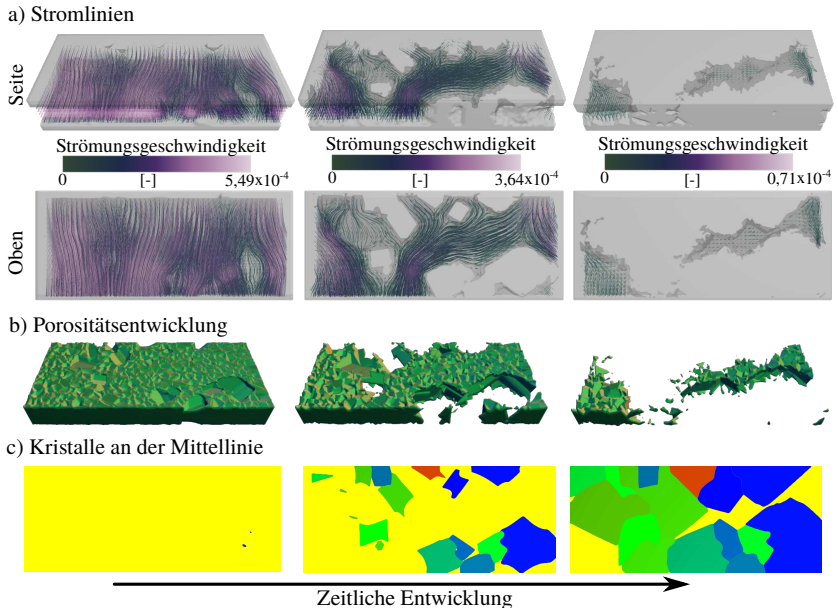 a) Stromlinien
Seite
Strömungsgeschwindigkeit Strömungsgeschwindigkeit Strömungsgeschwindigkeit
0 [-] 5,49x10⁻⁴ 0 [-] 3,64x10⁻⁴ 0 [-] 0,71x10⁻⁴
Oben
b) Porositätsentwicklung
c) Kristalle an der Mittellinie
Zeitliche Entwicklung